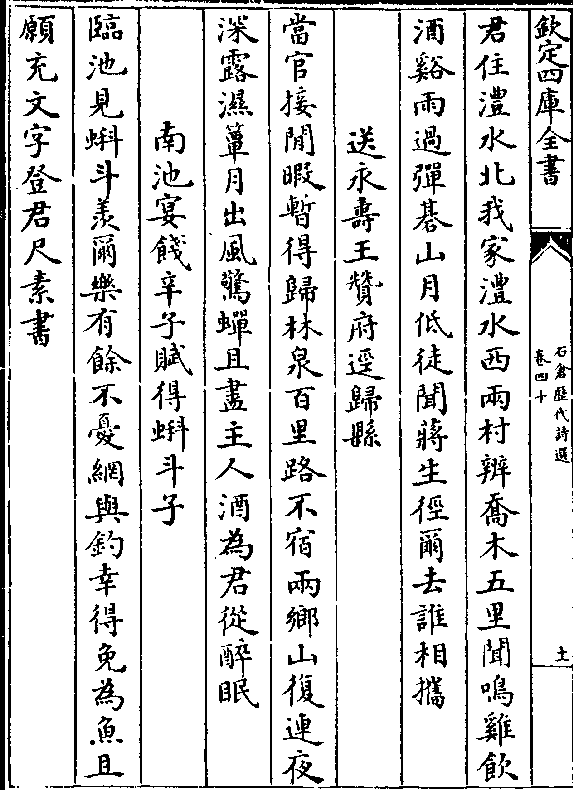 欽定四庫全書
石倉歷代詩選
卷四十
土
君住澧水北我家澧水西兩村辨喬木五里聞鳴雞飲
酒谿雨過彈棊山月低徒聞蔣生徑爾去誰相攜
送永壽王贊府逕歸縣
當官接閒暇暫得歸林泉百里路不宿兩鄉山復連夜
深露濕簟月出風驚蟬且盡主人酒為君從醉眠
南池宴餞辛子賦得蝌斗子
臨池見蝌斗羨爾樂有餘不憂網與釣幸得免為魚且
願充文字登君尺素書